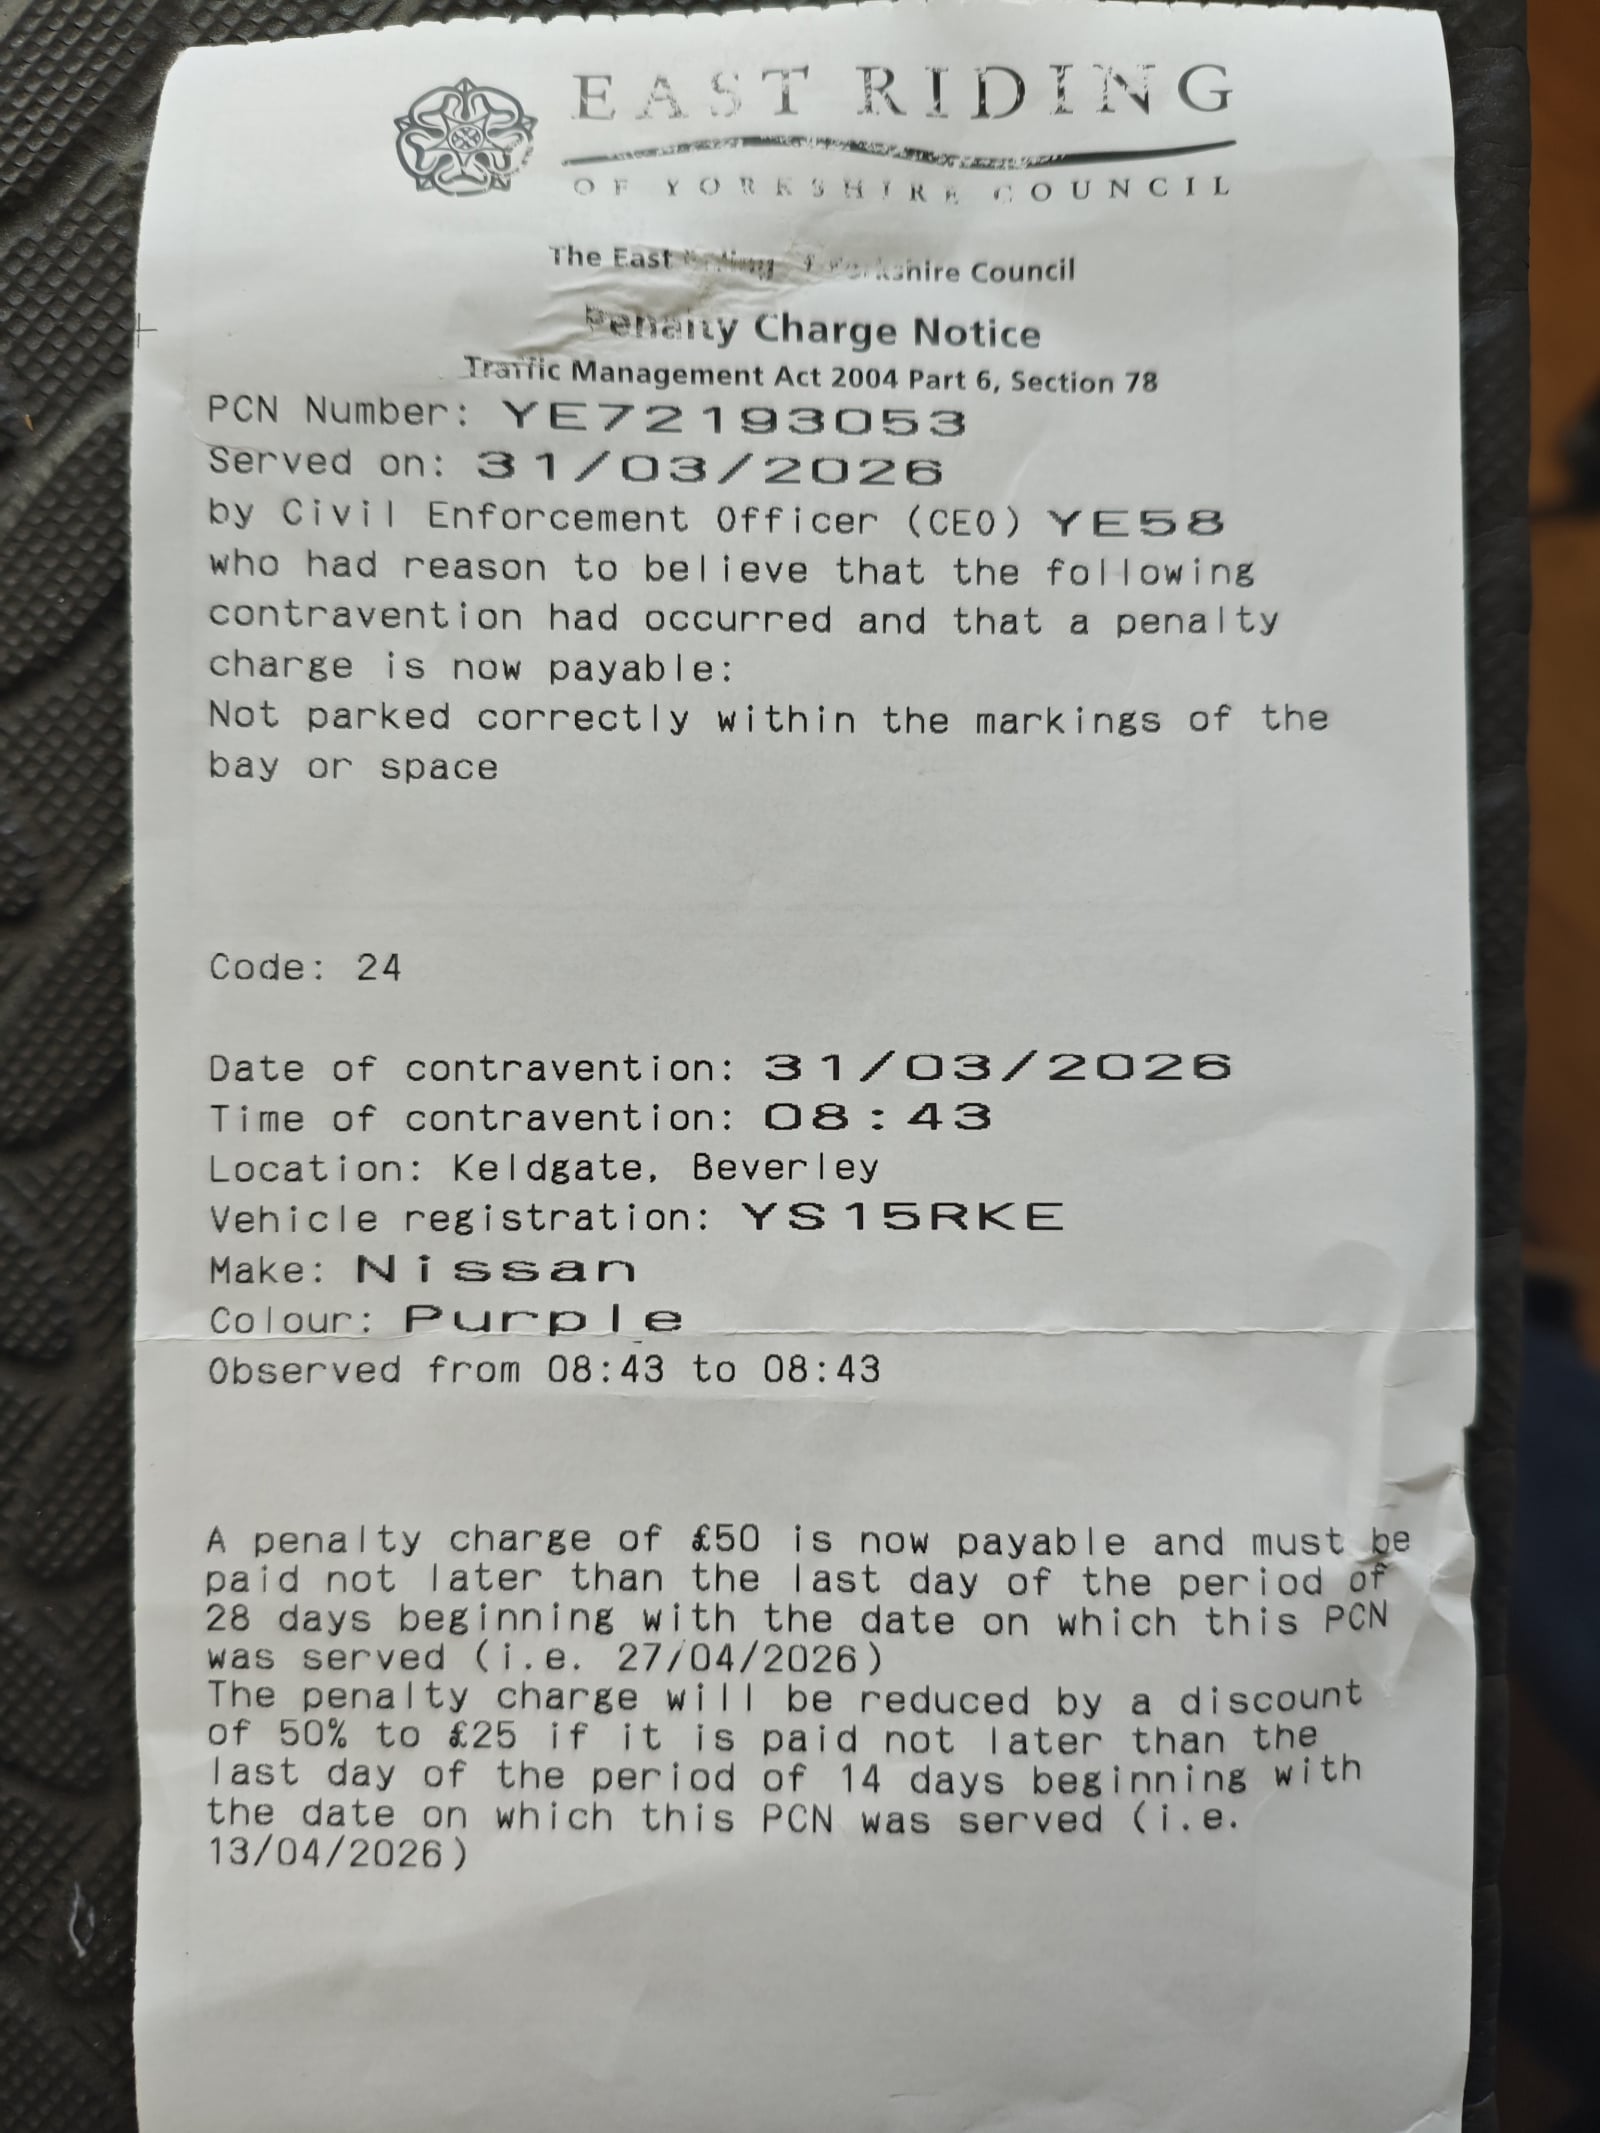 EAST RIDING
OF YORKSHIRE COUNCIL
The East Riding of Yorkshire Council
Penalty Charge Notice
Traffic Management Act 2004 Part 6, Section 78
PCN Number: YE72193053
Served on: 31/03/2026
by Civil Enforcement Officer (CEO) YE58
who had reason to believe that the following
contravention had occurred and that a penalty
charge is now payable:
Not parked correctly within the markings of the
bay or space
Code: 24
Date of contravention: 31/03/2026
Time of contravention: 08:43
Location: Keldgate, Beverley
Vehicle registration: YS15RKE
Make: Nissan
Colour: Purple
Observed from 08:43 to 08:43
A penalty charge of £50 is now payable and must be
paid not later than the last day of the period of
28 days beginning with the date on which this PCN
was served (i.e. 27/04/2026)
The penalty charge will be reduced by a discount
of 50% to £25 if it is paid not later than the
last day of the period of 14 days beginning with
the date on which this PCN was served (i.e.
13/04/2026)